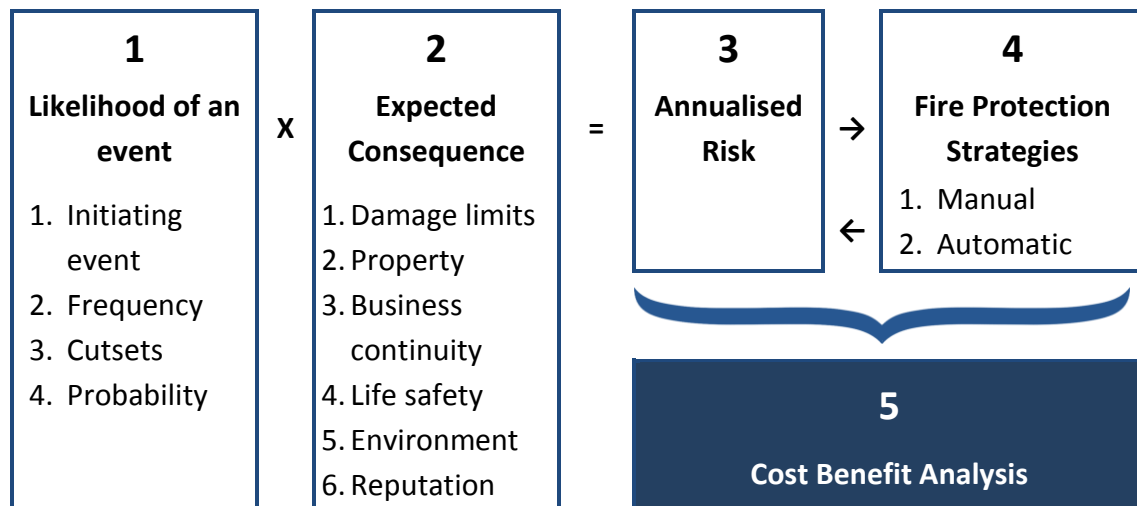 1
Likelihood of an
event
1. Initiating
event
2. Frequency
3. Cutsets
4. Probability
X
2
Expected
Consequence
1. Damage limits
2. Property
3. Business
continuity
4. Life safety
5. Environment
6. Reputation
=
3
Annualised
Risk
→
←
4
Fire Protection
Strategies
1. Manual
2. Automatic
5
Cost Benefit Analysis